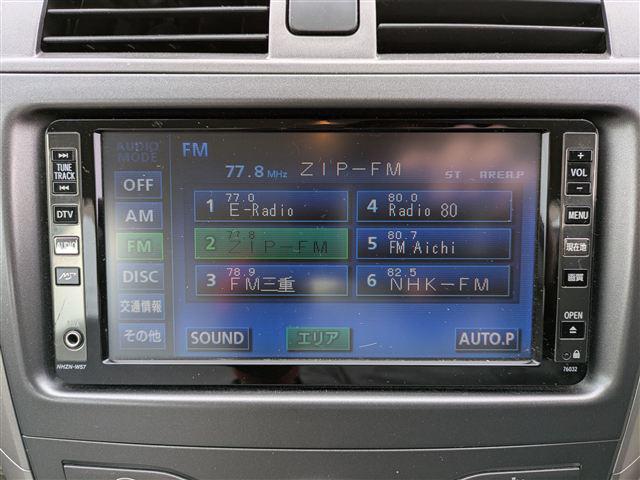 TUNE
TRACK
DTV
AUDIO
NHZN-W57
AUDIO
MODE
OFF
AM
FM
DISC
交通情報
その他
FM
77.8 MHz ZIP-FM
ST AREA.P
1 77.0 E-Radio
2 77.8 ZIP-FM
3 78.9 FM三重
4 80.0 Radio 80
5 80.7 FM Aichi
6 82.5 NHK-FM
SOUND
エリア
AUTO.P
+
VOL
−
MENU
現在地
画質
OPEN
76032